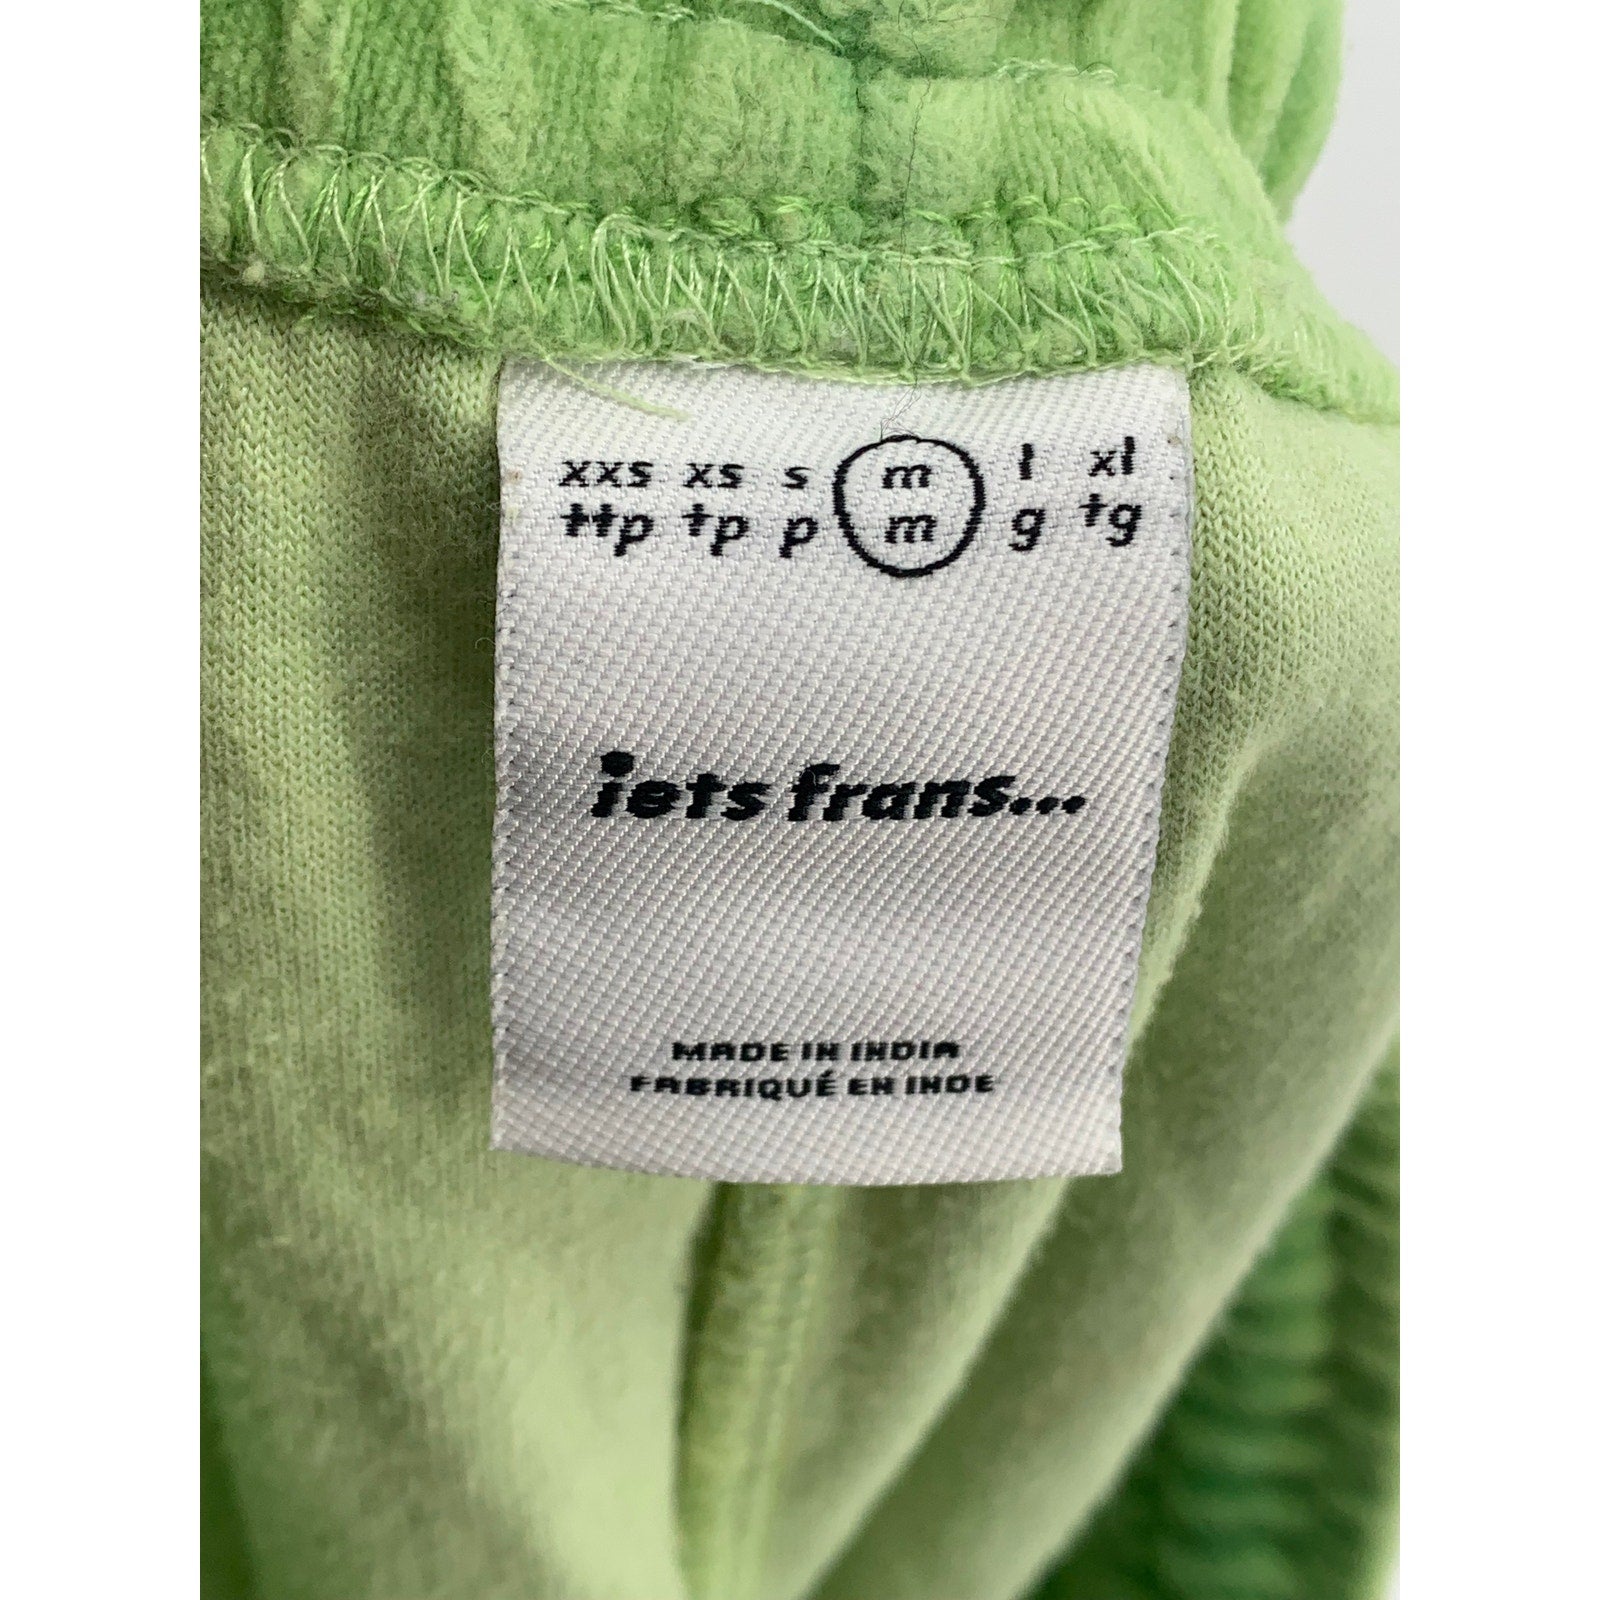 xxs xs s m l xl
ttp tp p m g tg
iets frans...
MADE IN INDIA
FABRIQUÉ EN INDE